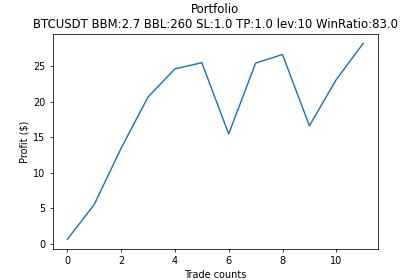 Portfolio
BTCUSDT BBM:2.7 BBL:260 SL:1.0 TP:1.0 lev:10 WinRatio:83.0
25
20
15
10
5
0
Profit ($)
0 2 4 6 8 10
Trade counts